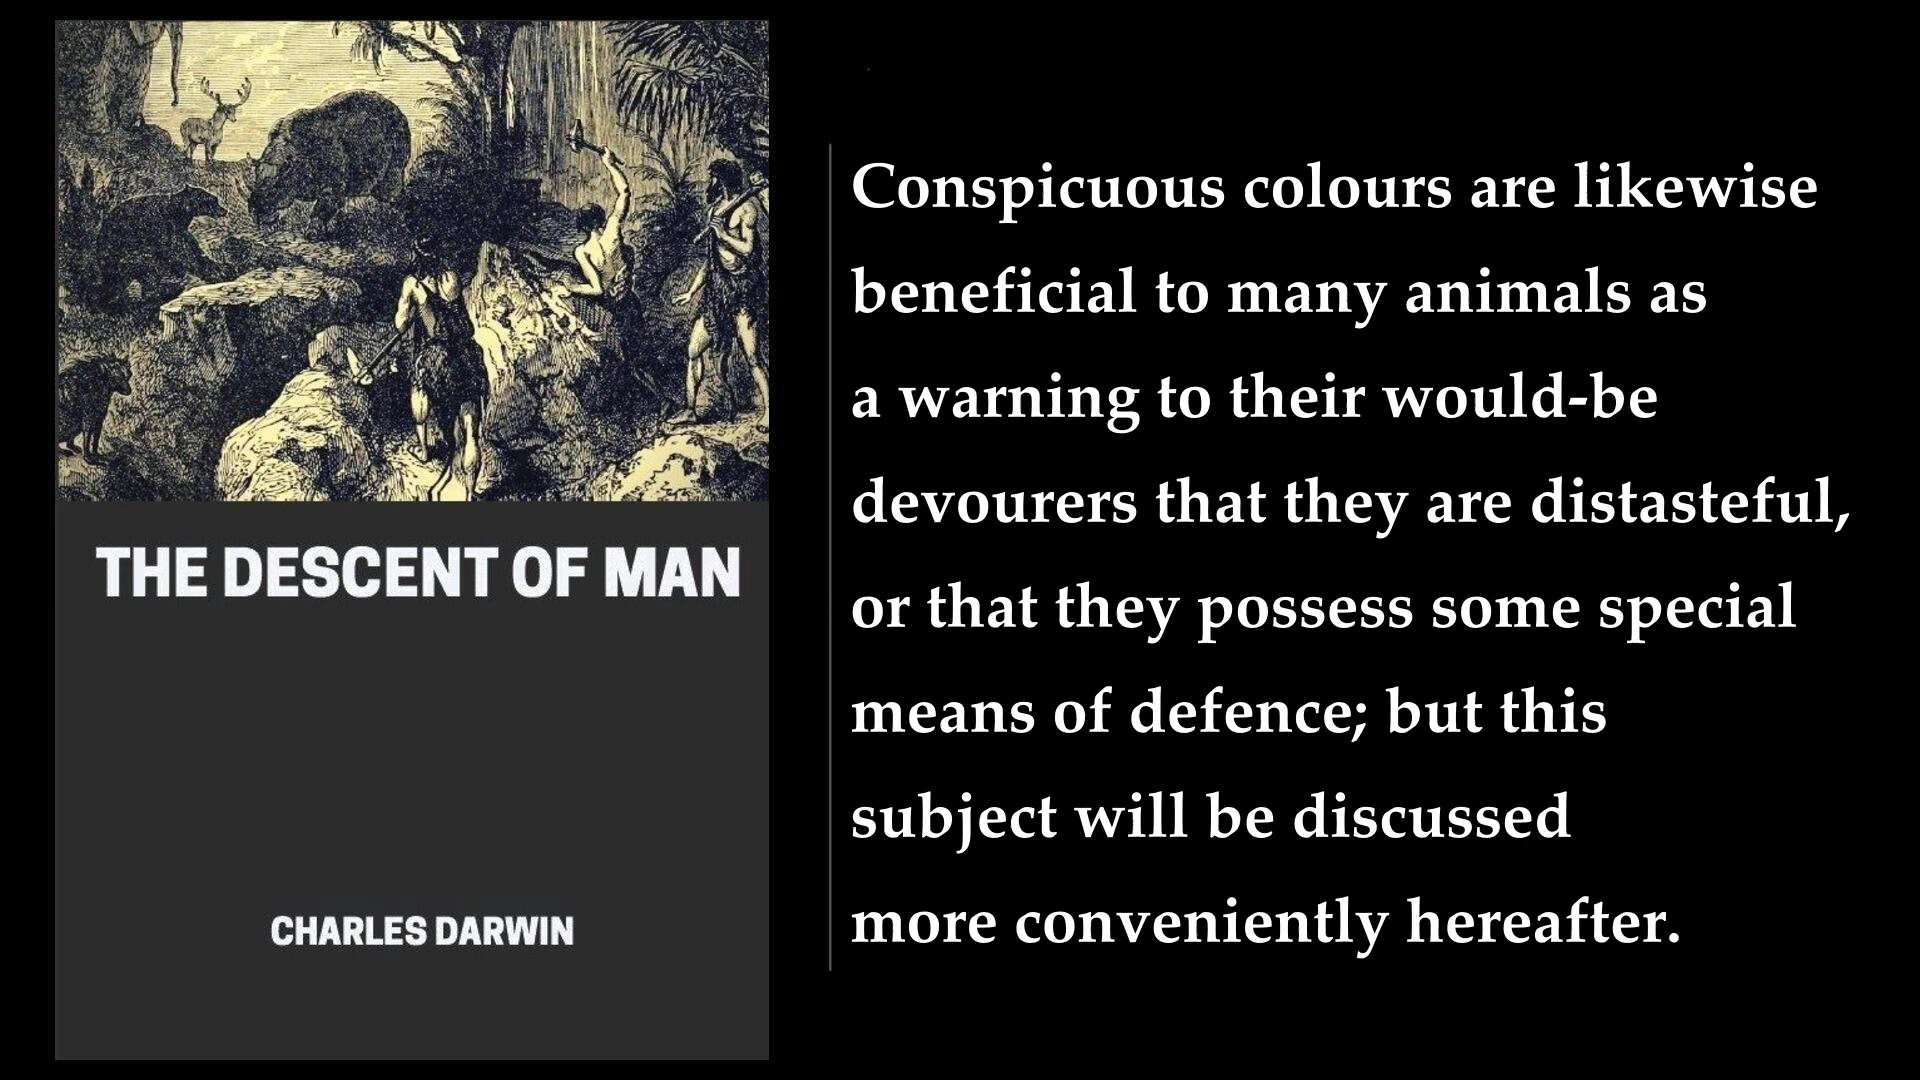 THE DESCENT OF MAN
CHARLES DARWIN
Conspicuous colours are likewise
beneficial to many animals as
a warning to their would-be
devourers that they are distasteful,
or that they possess some special
means of defence; but this
subject will be discussed
more conveniently hereafter.